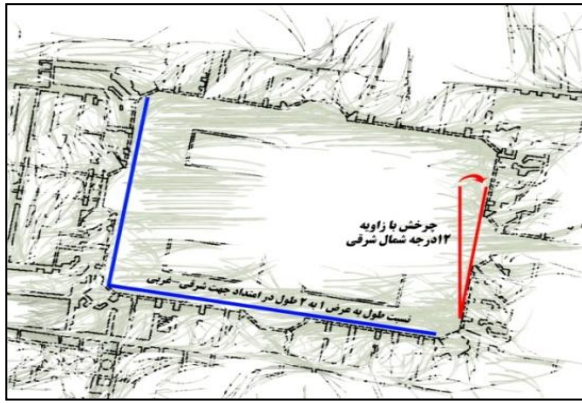 چرخش با زاویه
۱۲درجه شمال شرقی
نسبت طول به عرض ۱ به ۲ طول در امتداد جهت شرقی - غربی